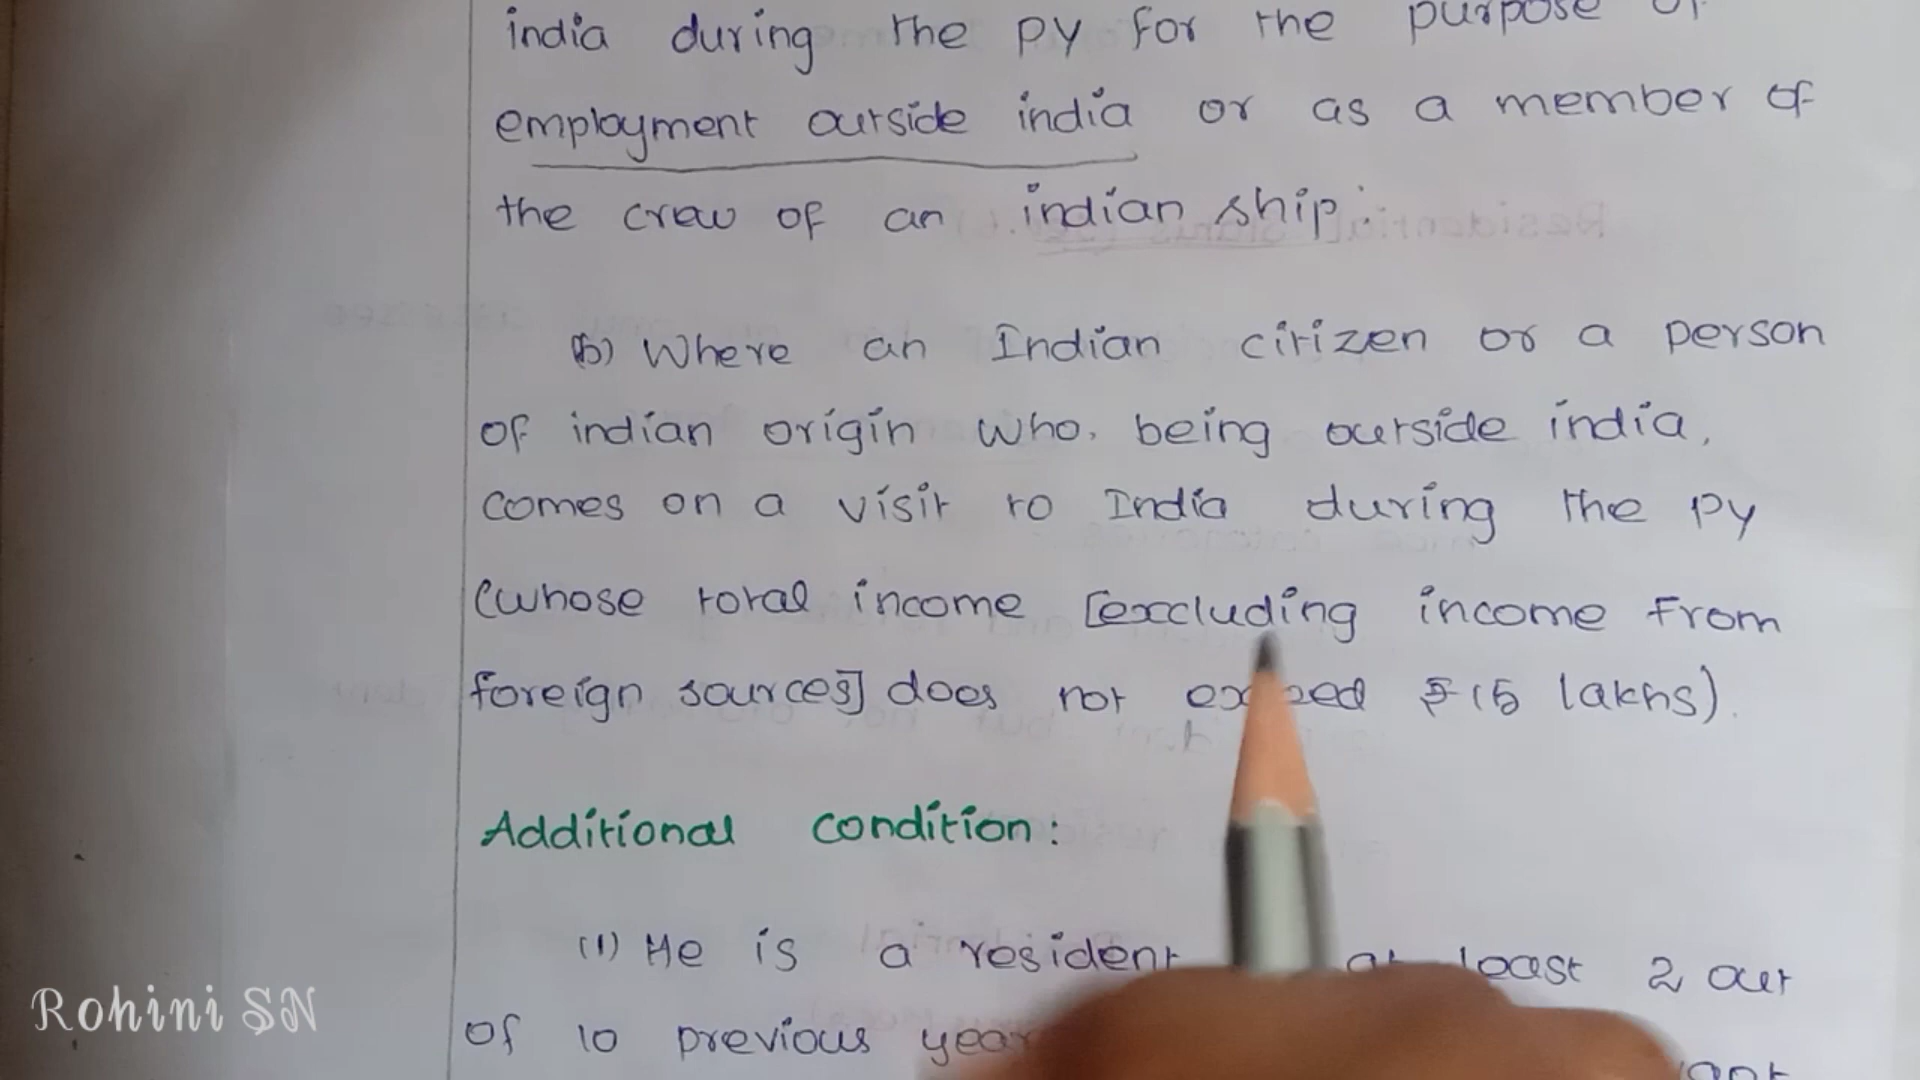 india during the PY for the purpose of
employment outside india or as a member of
the crew of an indian ship.
(b) Where an Indian citizen or a person
of indian origin who, being outside india,
comes on a visit to India during the PY
(whose total income [excluding income from
foreign sources] does not exceed ₹15 lakhs).
Additional condition:
(1) He is a resident at least 2 out
of 10 previous
Rohini SN